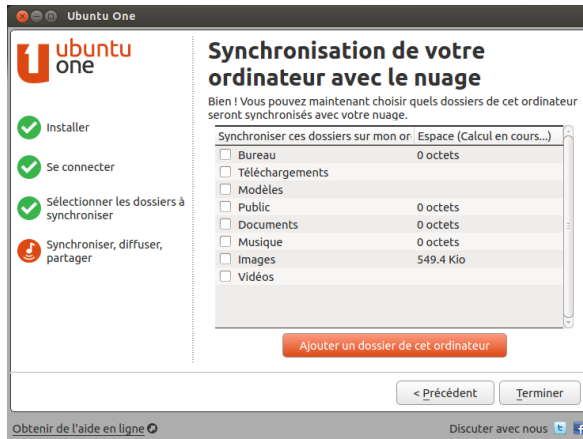 Ubuntu One
ubuntu
one
Installer
Se connecter
Sélectionner les dossiers à
synchroniser
Synchroniser, diffuser,
partager
Synchronisation de votre
ordinateur avec le nuage
Bien ! Vous pouvez maintenant choisir quels dossiers de cet ordinateur
seront synchronisés avec votre nuage.
Synchroniser ces dossiers sur mon or Espace (Calcul en cours...)
Bureau 0 octets
Téléchargements
Modèles
Public 0 octets
Documents 0 octets
Musique 0 octets
Images 549.4 Kio
Vidéos
Ajouter un dossier de cet ordinateur
< Précédent Terminer
Obtenir de l'aide en ligne Discuter avec nous